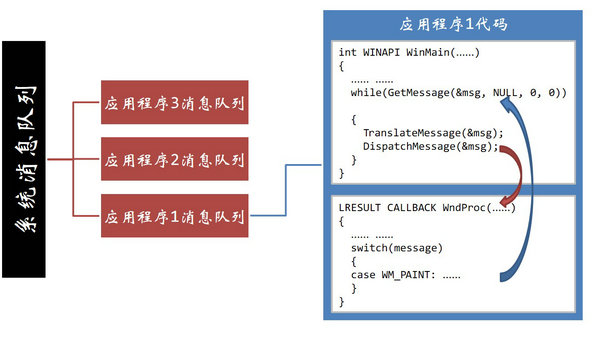 系统消息队列
应用程序3消息队列
应用程序2消息队列
应用程序1消息队列
应用程序1代码
int WINAPI WinMain(……)
{
…… ……
while(GetMessage(&msg, NULL, 0, 0))
{
TranslateMessage(&msg);
DispatchMessage(&msg);
}
}
LRESULT CALLBACK WndProc(……)
{
…… ……
switch(message)
{
case WM_PAINT: ……
}
}